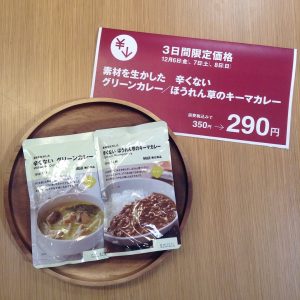 ¥
3日間限定価格
12月6日(金)、7日(土)、8日(日)
素材を生かした 辛くない
グリーンカレー/ほうれん草のキーマカレー
350円→290円
辛くない グリーンカレー
辛くない ほうれん草のキーマカレー